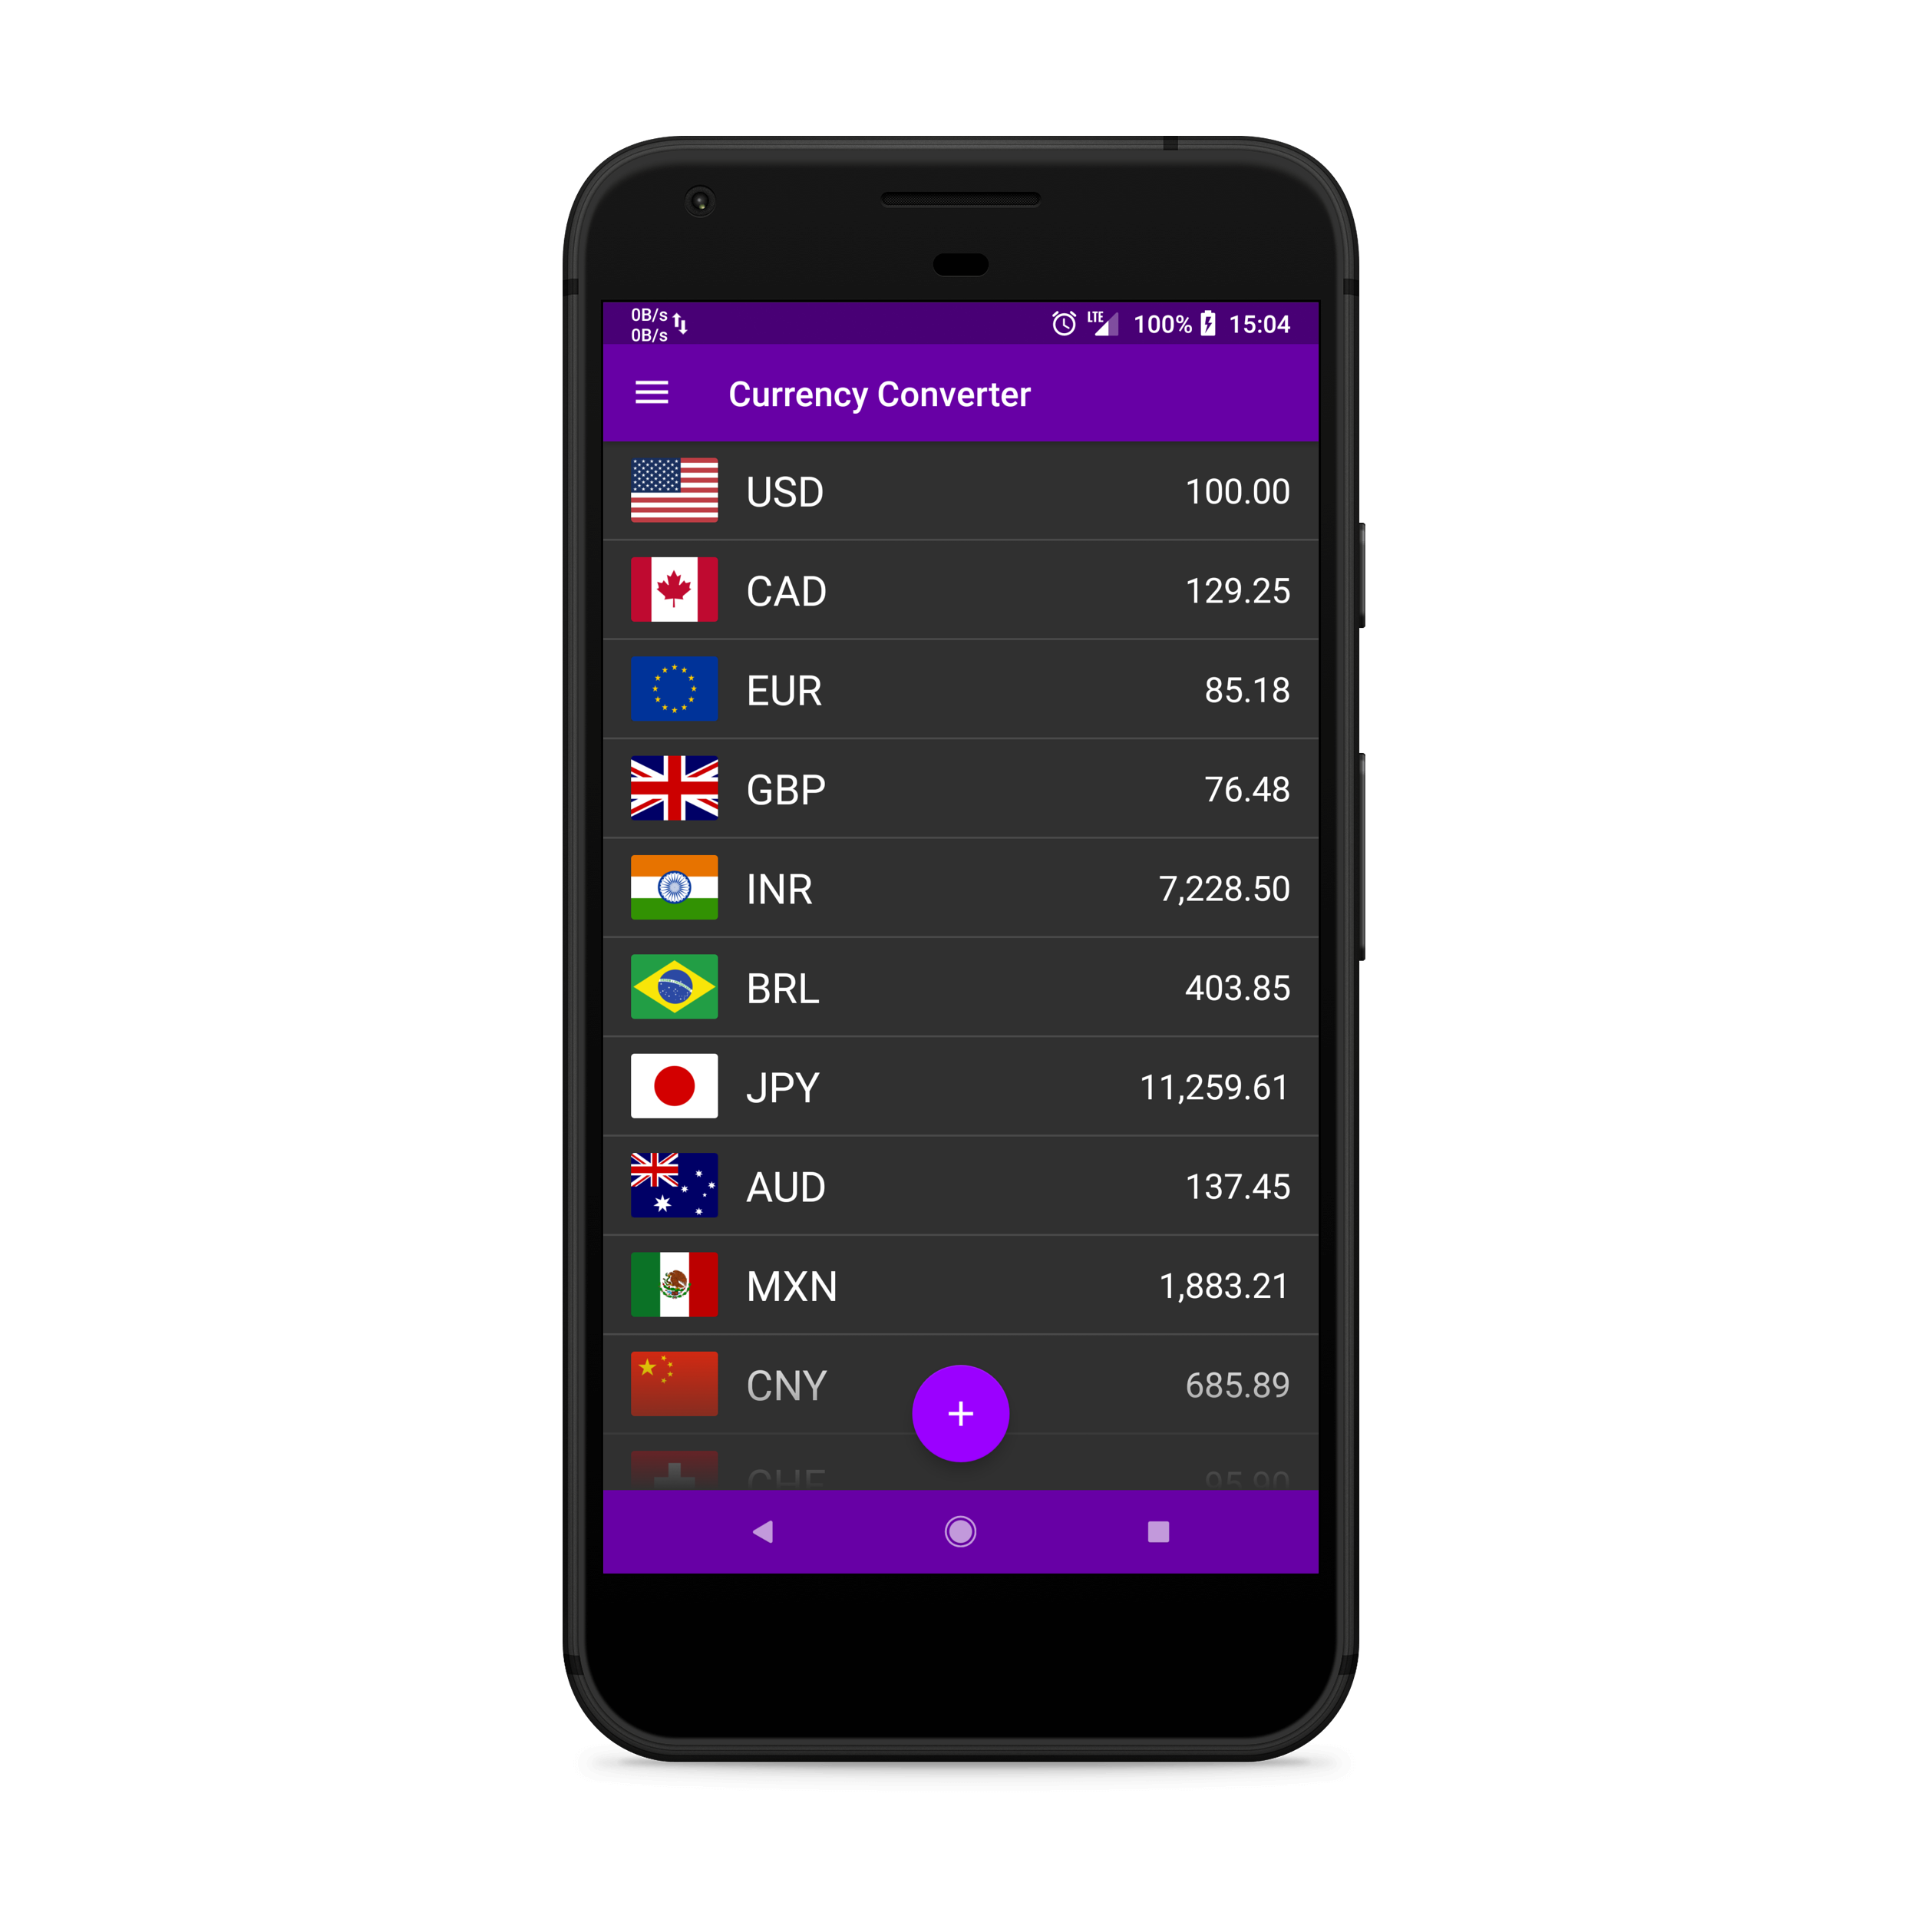 0B/s
0B/s
LTE 100% 15:04
Currency Converter
USD 100.00
CAD 129.25
EUR 85.18
GBP 76.48
INR 7,228.50
BRL 403.85
JPY 11,259.61
AUD 137.45
MXN 1,883.21
CNY 685.89
CHF